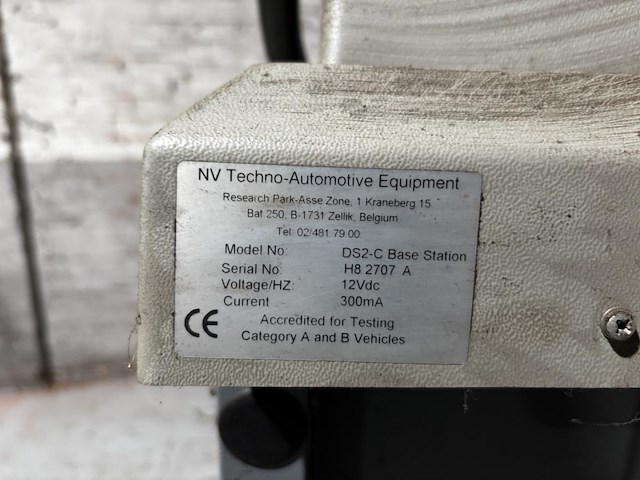 NV Techno-Automotive Equipment
Research Park-Asse Zone, 1 Kraneberg 15
Bat 250, B-1731 Zellik, Belgium
Tel: 02/481 79 00
Model No: DS2-C Base Station
Serial No: H8 2707 A
Voltage/HZ: 12Vdc
Current 300mA
CE Accredited for Testing
Category A and B Vehicles